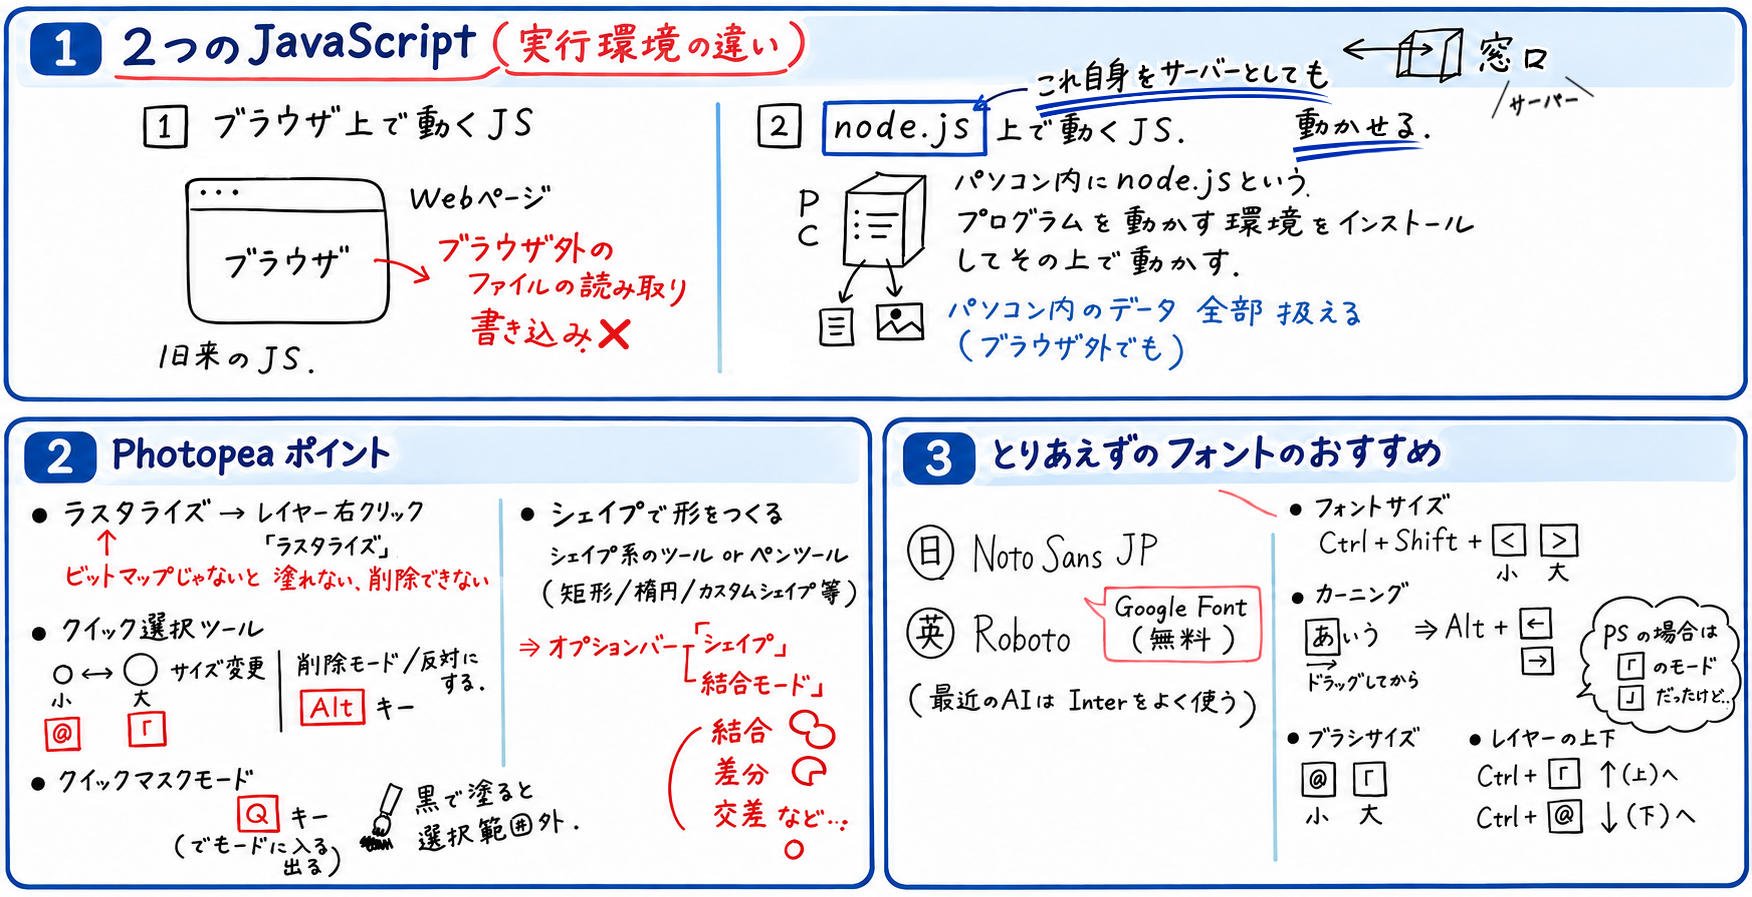 1 2つのJavaScript (実行環境の違い)
窓口
サーバー
これ自身をサーバーとしても
動かせる.
1 ブラウザ上で動くJS
ブラウザ
Webページ
ブラウザ外の
ファイルの読み取り
書き込み✕
旧来のJS.
2 node.js 上で動くJS.
PC
パソコン内にnode.jsという
プログラムを動かす環境をインストール
してその上で動かす.
パソコン内のデータ 全部 扱える
(ブラウザ外でも)
2 Photopea ポイント
● ラスタライズ → レイヤー右クリック
「ラスタライズ」
↑
ビットマップじゃないと 塗れない、削除できない
● クイック選択ツール
○ ↔ ○ サイズ変更
小 大
@ 「
削除モード/反対に
する.
Alt キー
● クイックマスクモード
Q キー
(でモードに入る
出る)
黒で塗ると
選択範囲外.
● シェイプで形をつくる
シェイプ系のツール or ペンツール
(矩形/楕円/カスタムシェイプ等)
⇒ オプションバー「シェイプ」
結合モード」
結合
差分
交差 など...
3 とりあえずのフォントのおすすめ
日 Noto Sans JP
英 Roboto
Google Font
(無料)
(最近のAIは Interをよく使う)
● フォントサイズ
Ctrl + Shift + < >
小 大
● カーニング
あいう ⇒ Alt + ←
→
ドラッグしてから
PSの場合は
「 のモード
」 だったけど...
● ブラシサイズ
@ 「
小 大
● レイヤーの上下
Ctrl + 「 ↑(上)へ
Ctrl + @ ↓(下)へ